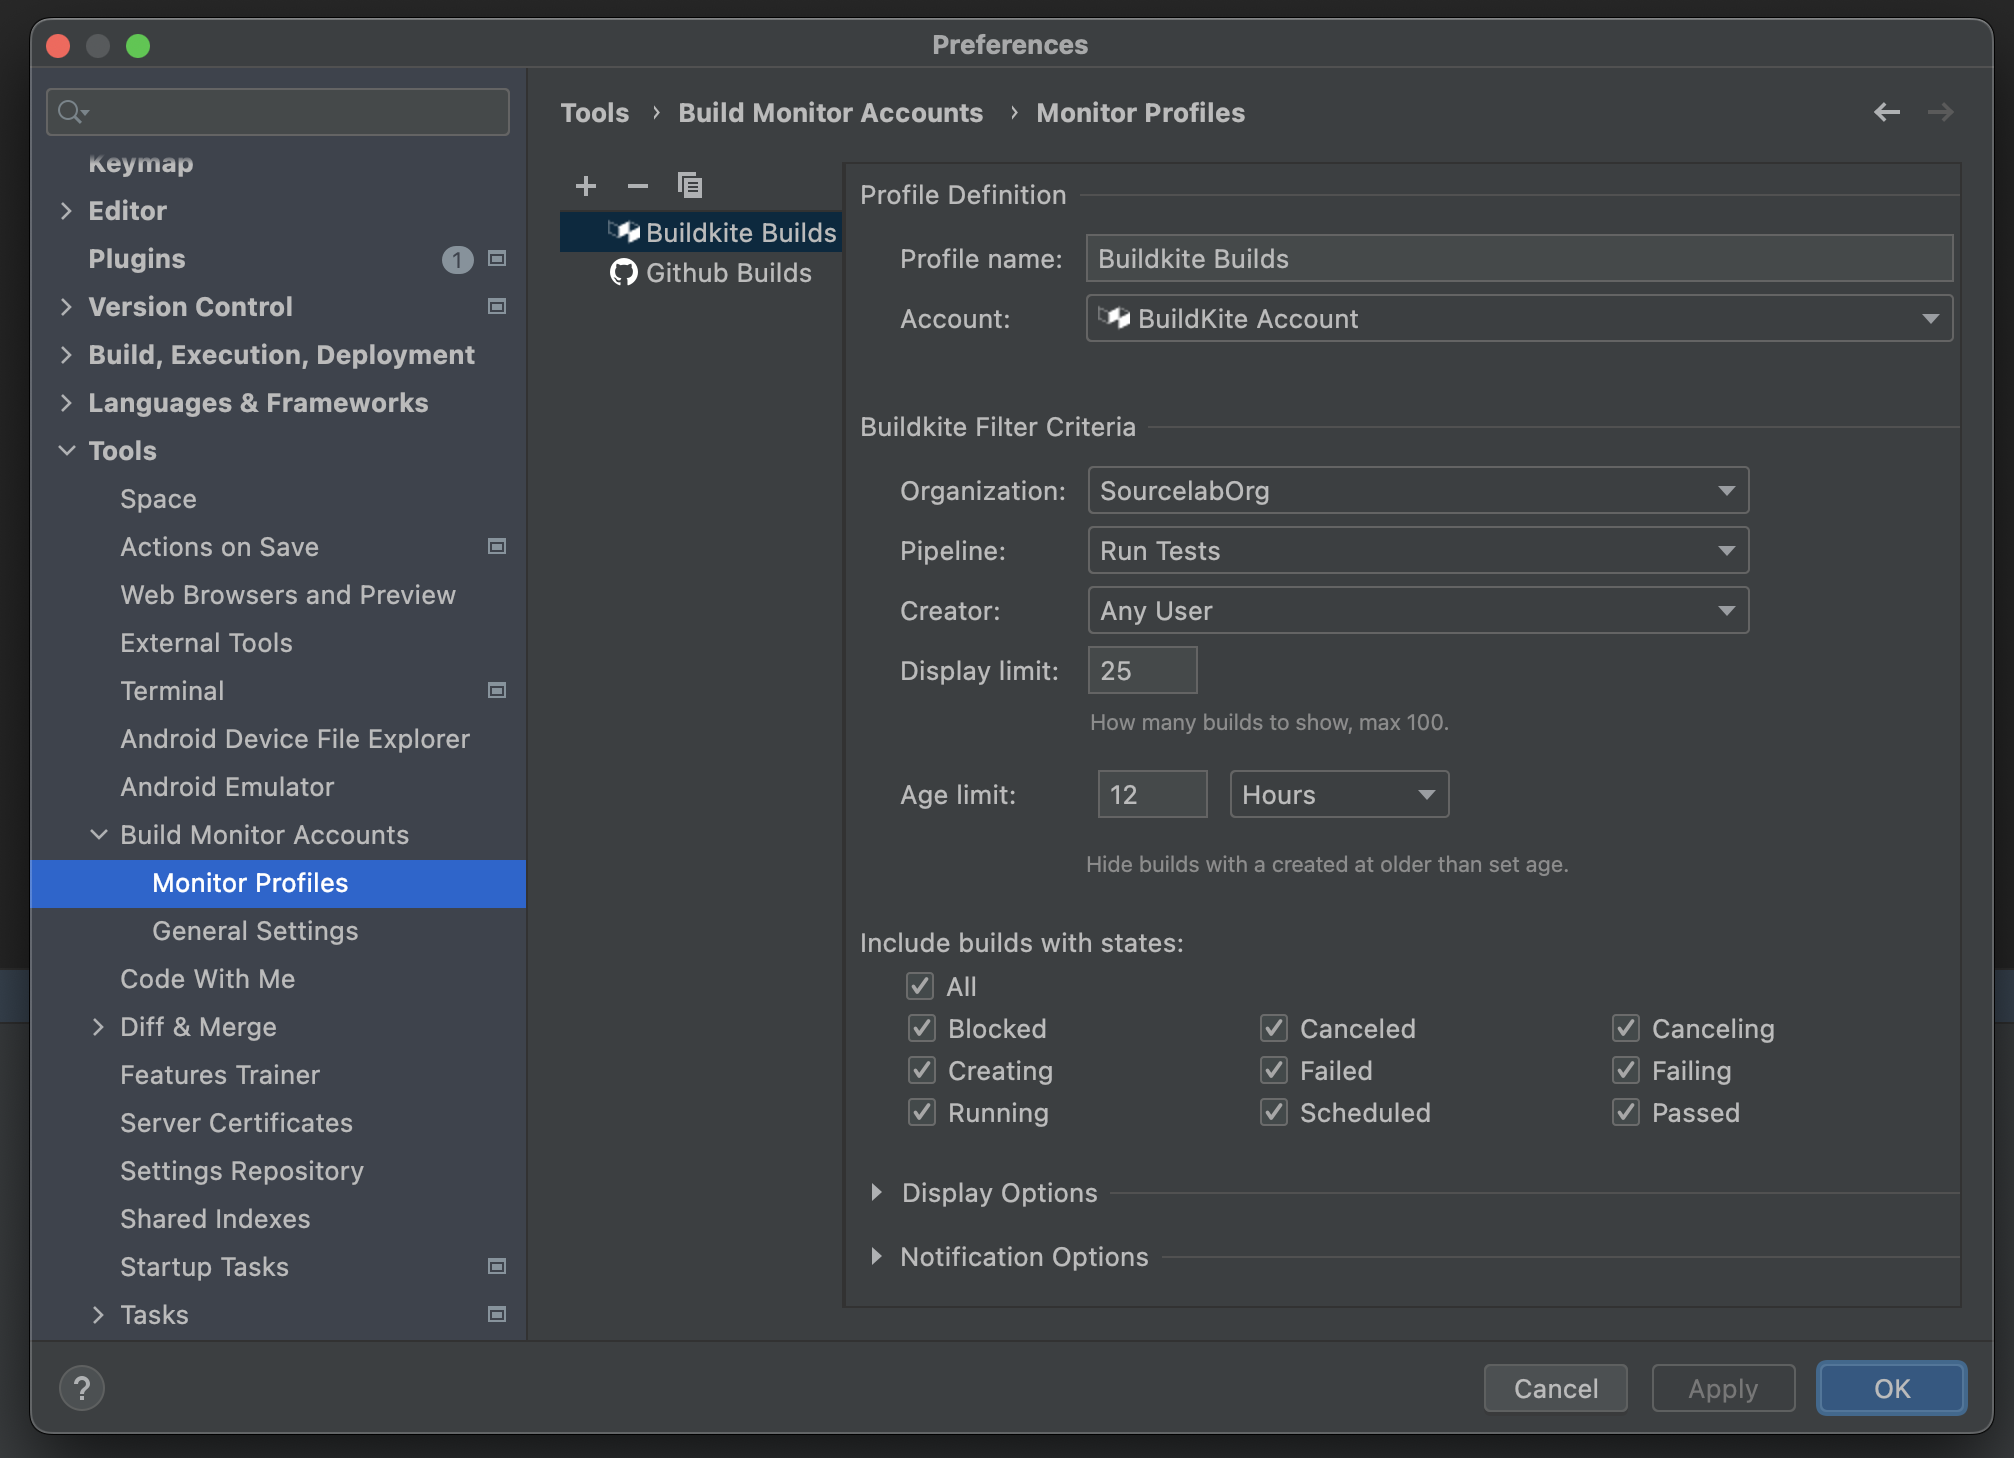 Preferences
Keymap
Editor
Plugins 1
Version Control
Build, Execution, Deployment
Languages & Frameworks
Tools
Space
Actions on Save
Web Browsers and Preview
External Tools
Terminal
Android Device File Explorer
Android Emulator
Build Monitor Accounts
Monitor Profiles
General Settings
Code With Me
Diff & Merge
Features Trainer
Server Certificates
Settings Repository
Shared Indexes
Startup Tasks
Tasks
Tools › Build Monitor Accounts › Monitor Profiles
Buildkite Builds
Github Builds
Profile Definition
Profile name: Buildkite Builds
Account: BuildKite Account
Buildkite Filter Criteria
Organization: SourcelabOrg
Pipeline: Run Tests
Creator: Any User
Display limit: 25
How many builds to show, max 100.
Age limit: 12 Hours
Hide builds with a created at older than set age.
Include builds with states:
All
Blocked Canceled Canceling
Creating Failed Failing
Running Scheduled Passed
Display Options
Notification Options
? Cancel Apply OK